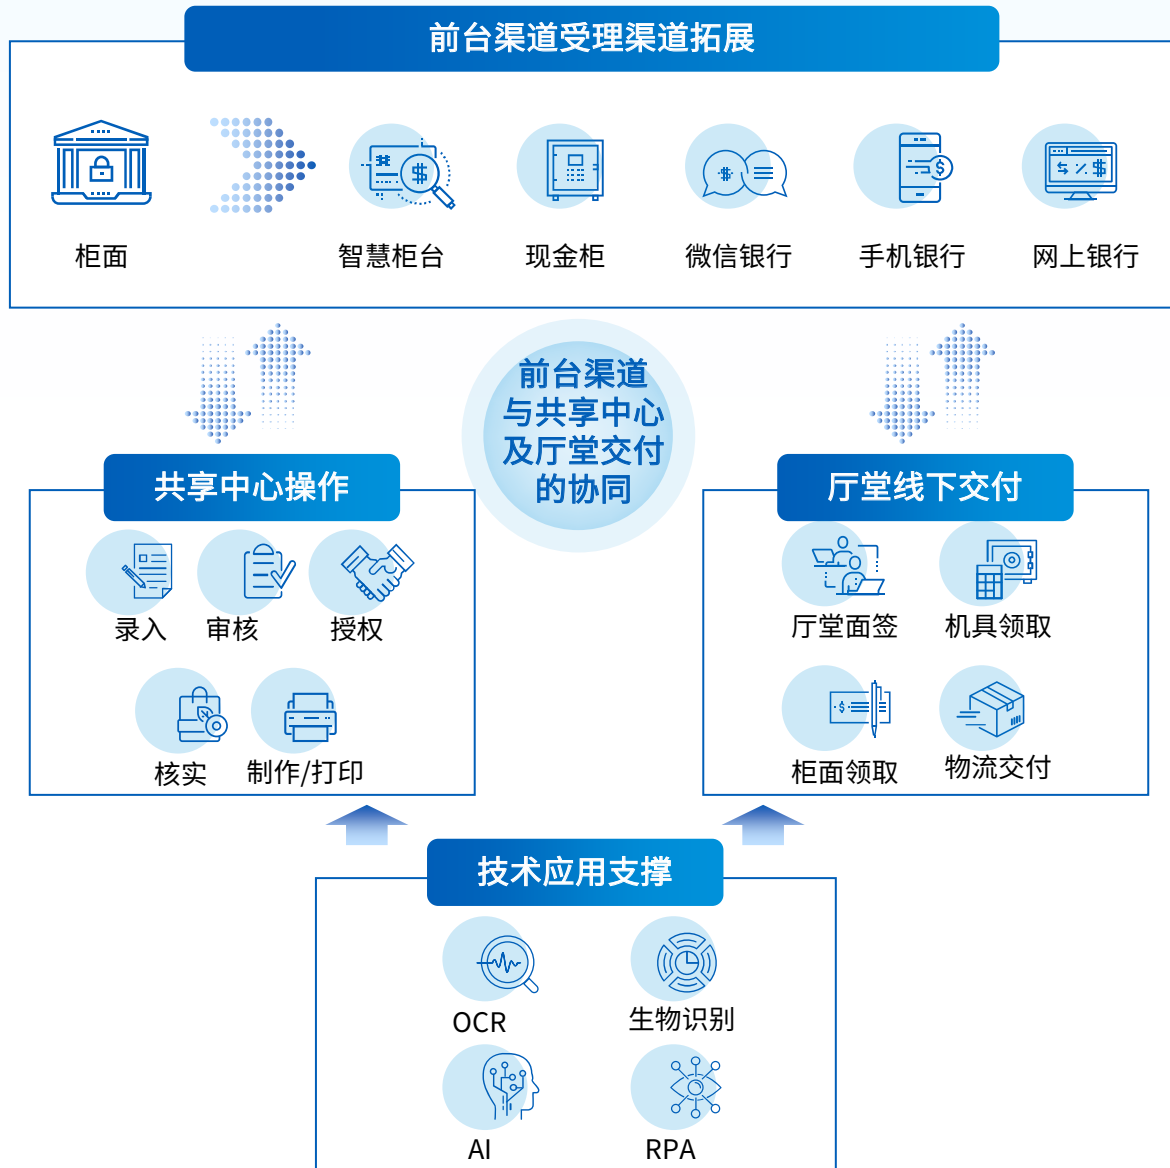 前台渠道受理渠道拓展
柜面
智慧柜台
现金柜
微信银行
手机银行
网上银行
前台渠道
与共享中心
及厅堂交付
的协同
共享中心操作
录入
审核
授权
核实
制作/打印
厅堂线下交付
厅堂面签
机具领取
柜面领取
物流交付
技术应用支撑
OCR
生物识别
AI
RPA